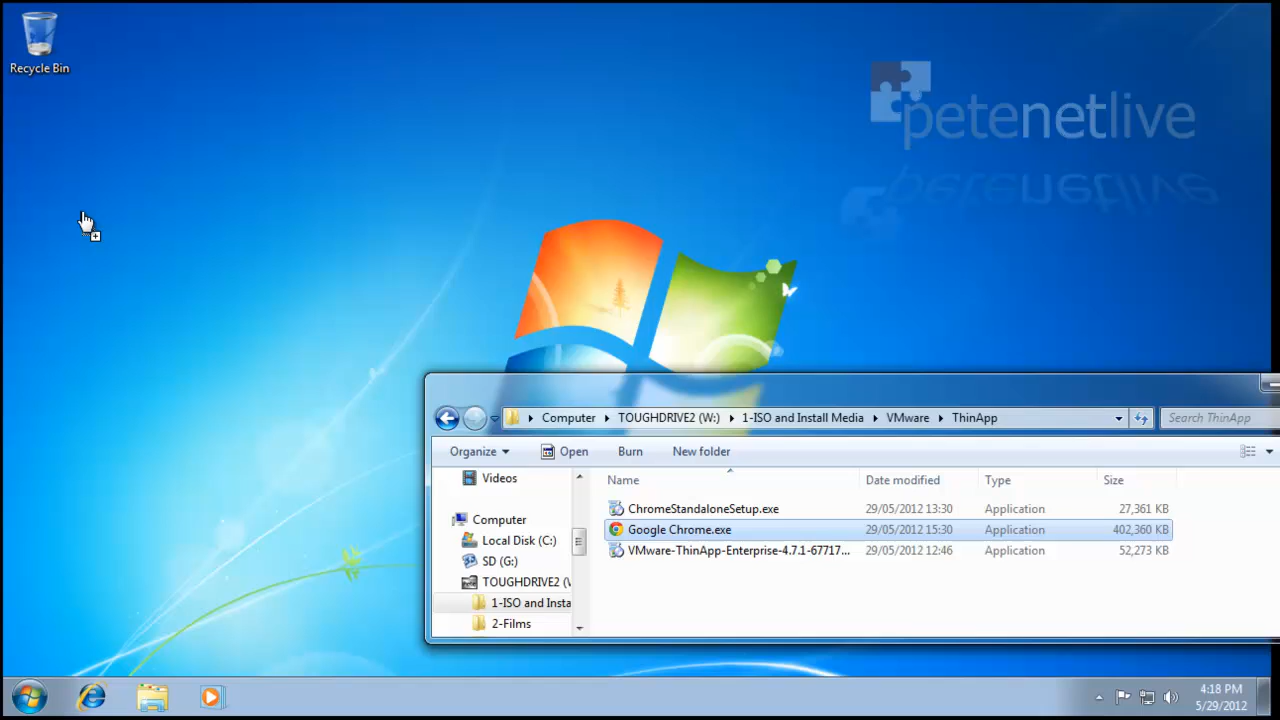 Recycle Bin
petenetlive
petenetlive
Computer TOUGHDRIVE2 (W:) 1-ISO and Install Media VMware ThinApp Search ThinApp
Organize Open Burn New folder
Videos
Computer
Local Disk (C:)
SD (G:)
TOUGHDRIVE2 (
1-ISO and Insta
2-Films
Name Date modified Type Size
ChromeStandaloneSetup.exe 29/05/2012 13:30 Application 27,361 KB
Google Chrome.exe 29/05/2012 15:30 Application 402,360 KB
VMware-ThinApp-Enterprise-4.7.1-67717... 29/05/2012 12:46 Application 52,273 KB
4:18 PM
5/29/2012